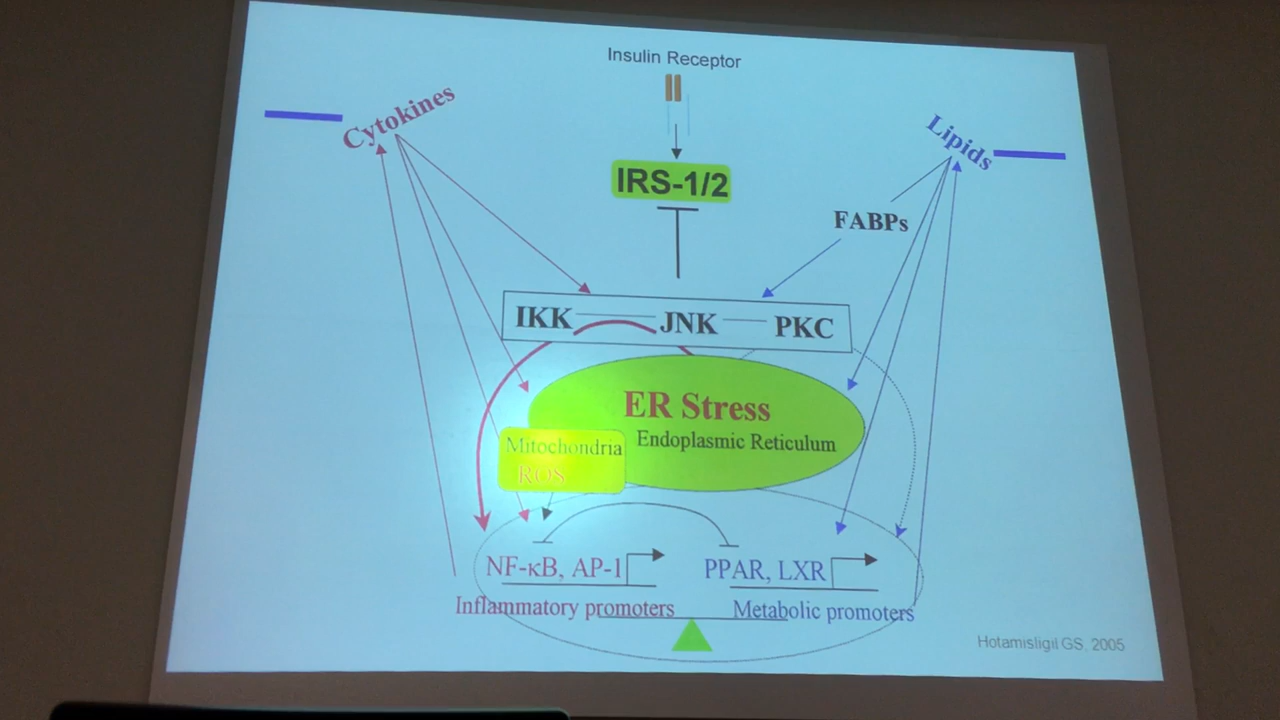 Insulin Receptor
Cytokines
Lipids
IRS-1/2
FABPs
IKK
JNK
PKC
ER Stress
Endoplasmic Reticulum
Mitochondria
ROS
NF-κB, AP-1
PPAR, LXR
Inflammatory promoters
Metabolic promoters
Hotamisligil GS, 2005